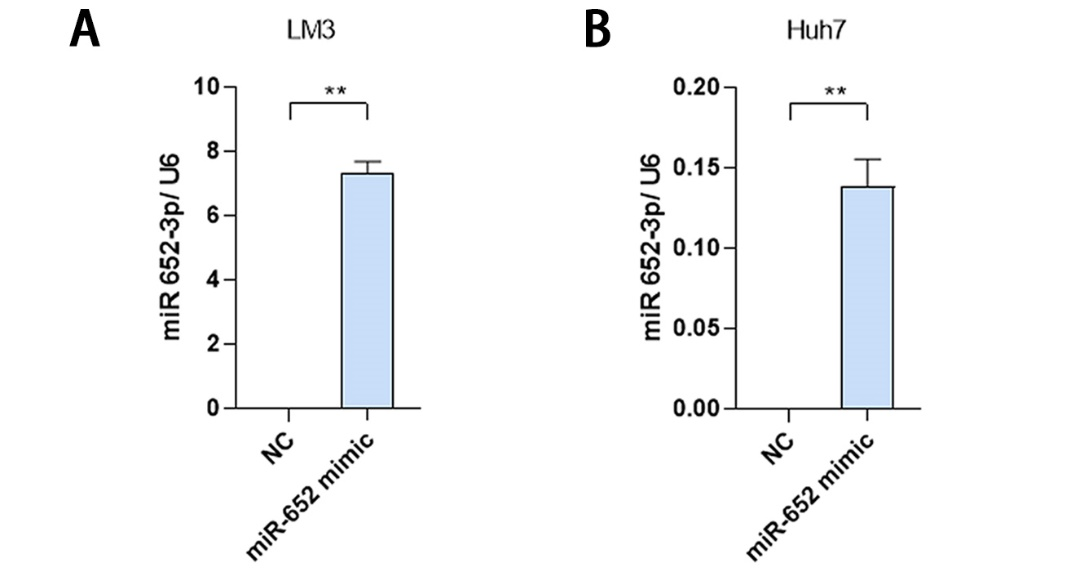 A
LM3
miR 652-3p/ U6
10
8
6
4
2
0
**
NC
miR-652 mimic
B
Huh7
miR 652-3p/ U6
0.20
0.15
0.10
0.05
0.00
**
NC
miR-652 mimic